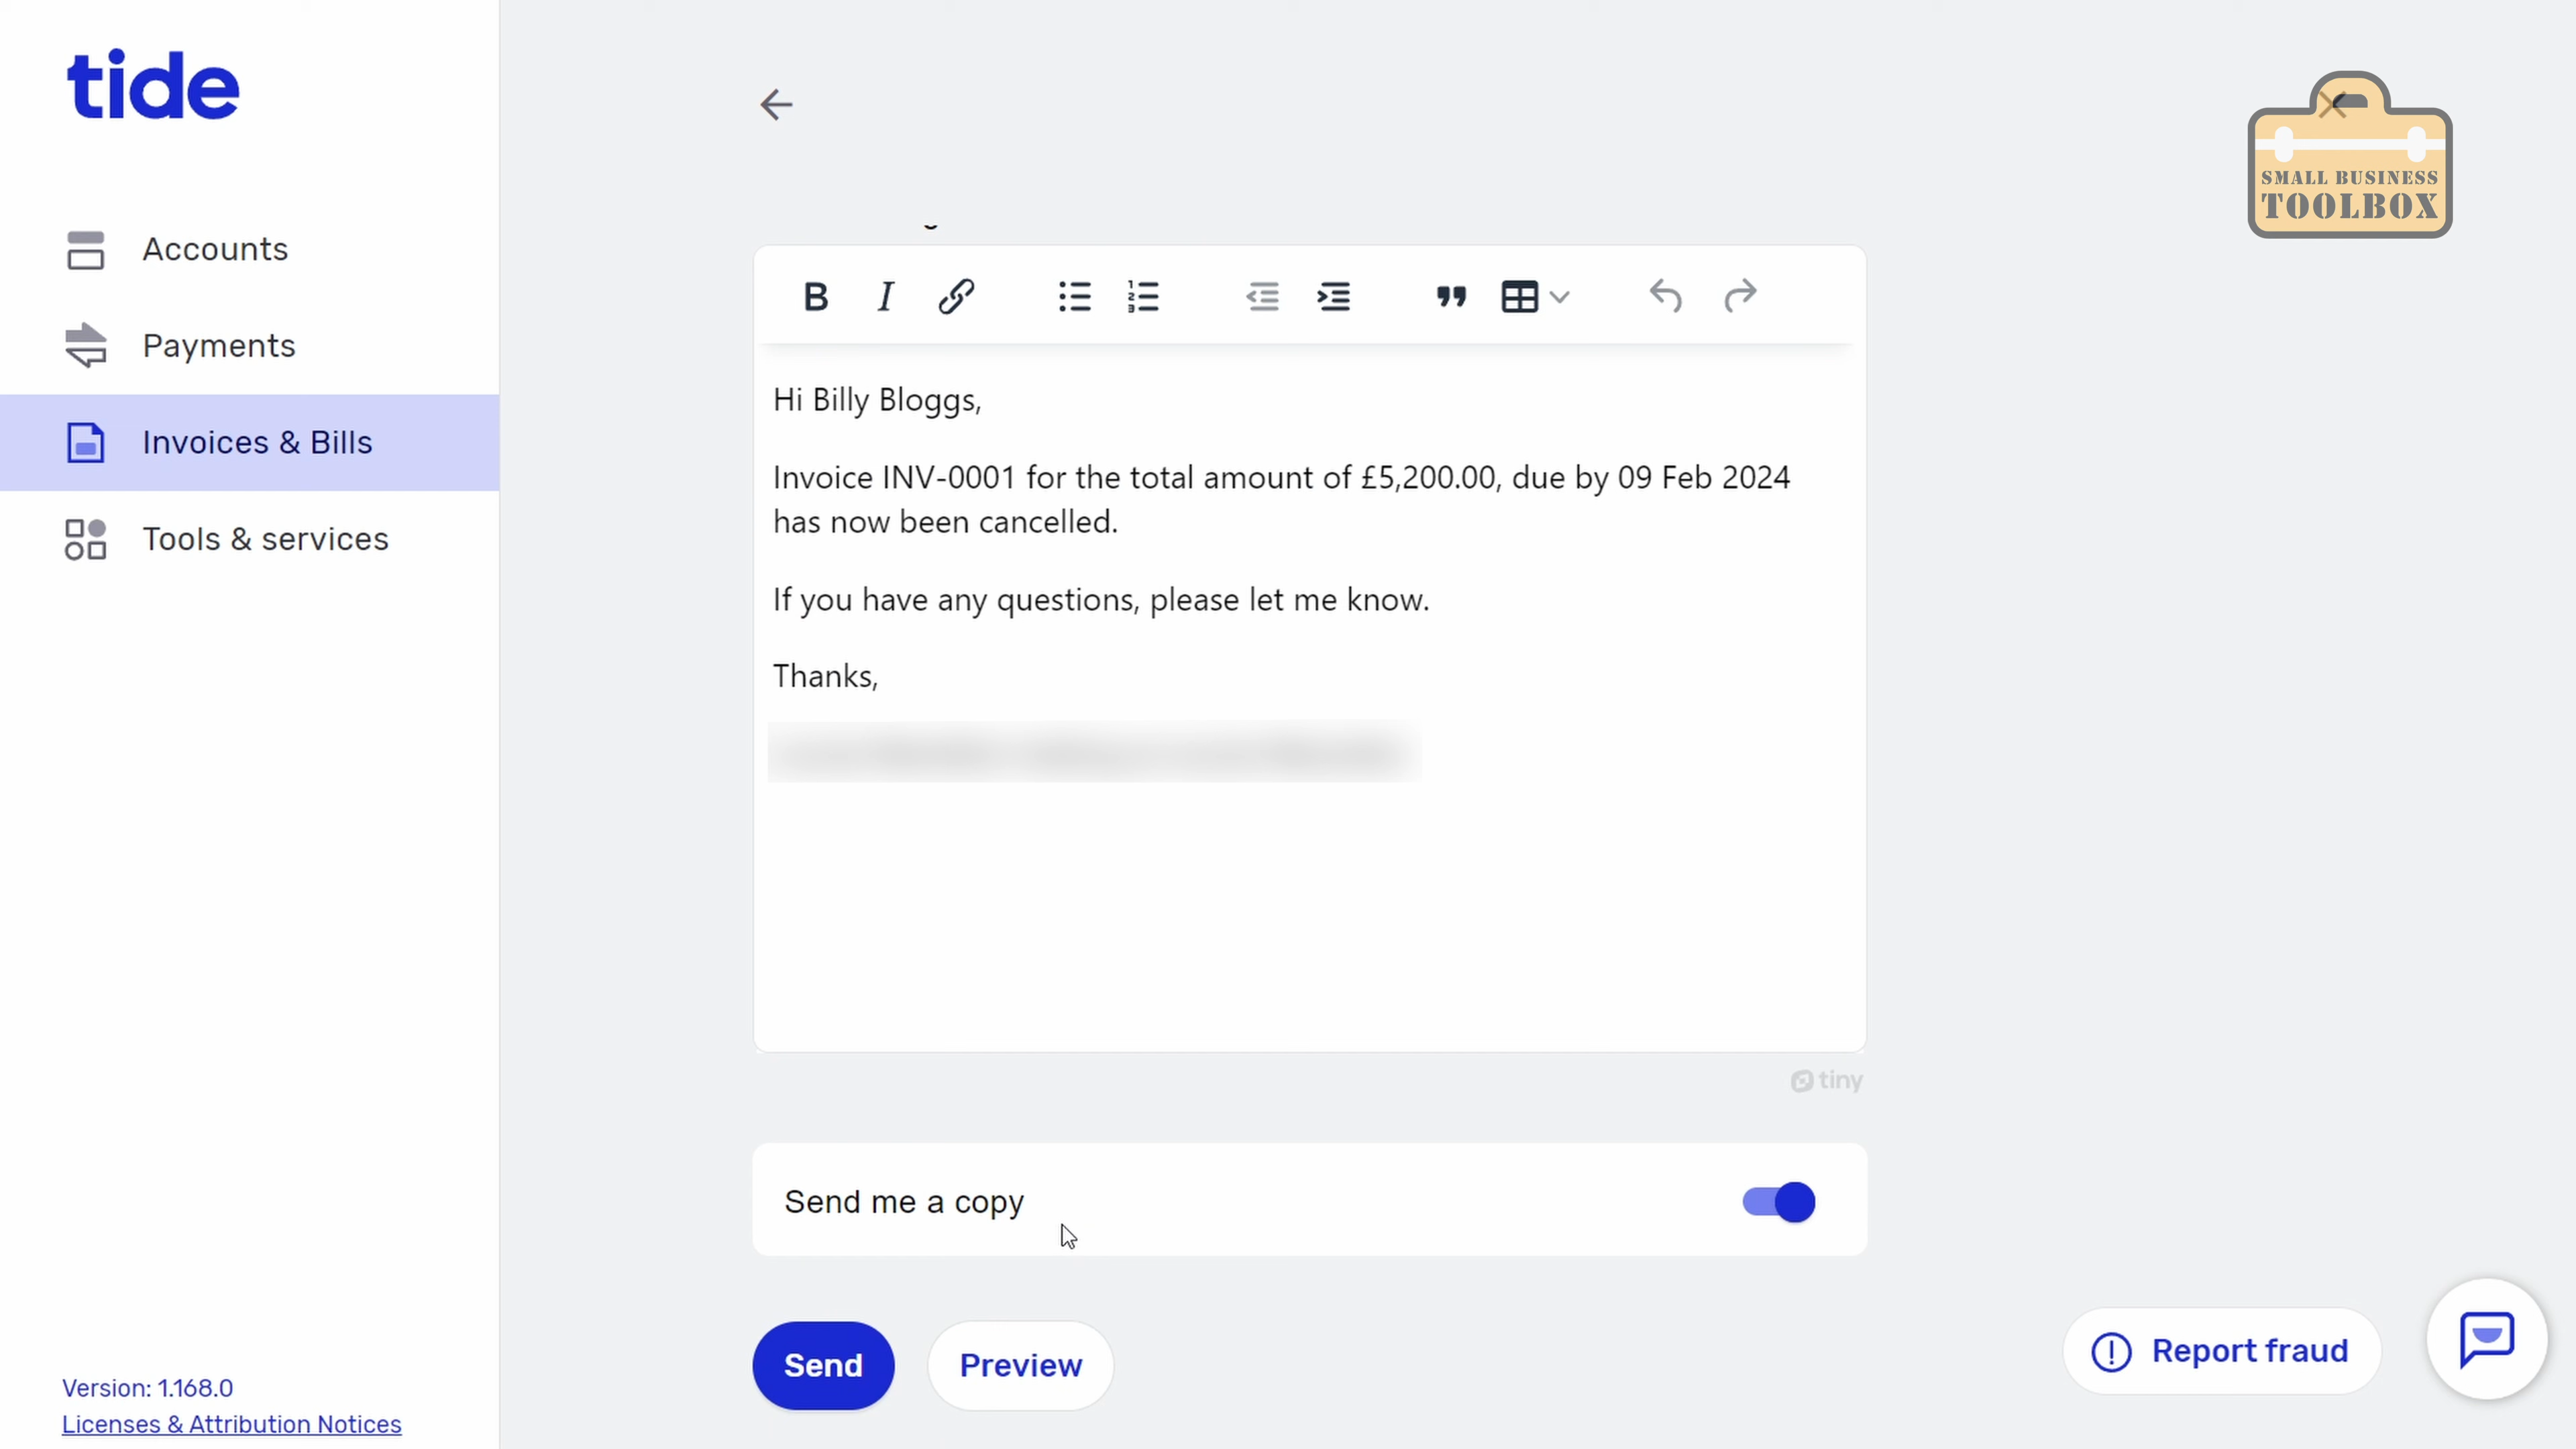 tide
Accounts
Payments
Invoices & Bills
Tools & services
Version: 1.168.0
Licenses & Attribution Notices
SMALL BUSINESS
TOOLBOX
B I
Hi Billy Bloggs,
Invoice INV-0001 for the total amount of £5,200.00, due by 09 Feb 2024
has now been cancelled.
If you have any questions, please let me know.
Thanks,
tiny
Send me a copy
Send
Preview
Report fraud